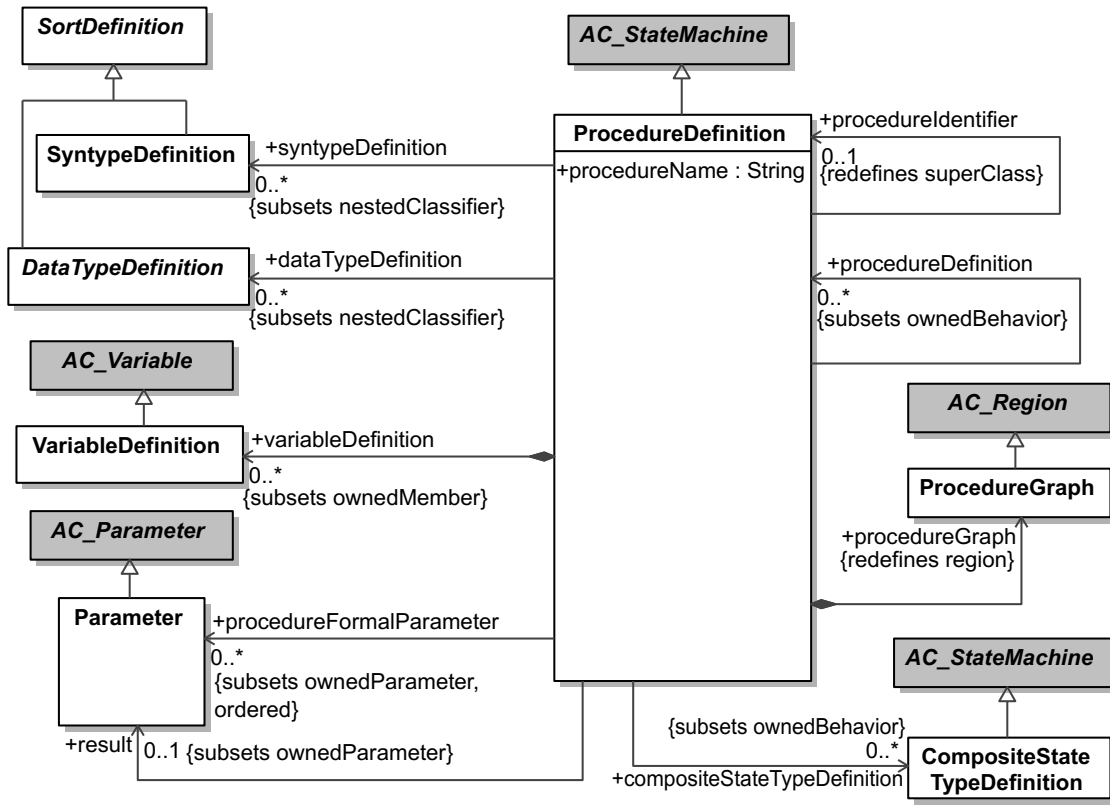 SortDefinition
AC_StateMachine
SyntypeDefinition
+syntypeDefinition
0..*
{subsets nestedClassifier}
ProcedureDefinition
+procedureName : String
+procedureIdentifier
0..1
{redefines superClass}
DataTypeDefinition
+dataTypeDefinition
0..*
{subsets nestedClassifier}
+procedureDefinition
0..*
{subsets ownedBehavior}
AC_Variable
VariableDefinition
+variableDefinition
0..*
{subsets ownedMember}
AC_Region
ProcedureGraph
+procedureGraph
{redefines region}
AC_Parameter
Parameter
+procedureFormalParameter
0..*
{subsets ownedParameter,
ordered}
+result
0..1 {subsets ownedParameter}
AC_StateMachine
{subsets ownedBehavior}
0..*
+compositeStateTypeDefinition
CompositeState
TypeDefinition